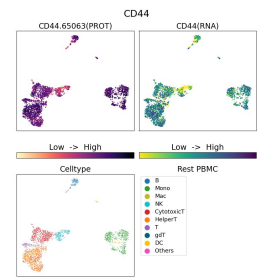 CD44
CD44.65063(PROT)
CD44(RNA)
Low -> High
Low -> High
Celltype
Rest PBMC
B
Mono
Mac
NK
CytotoxicT
HelperT
T
gdT
DC
Others